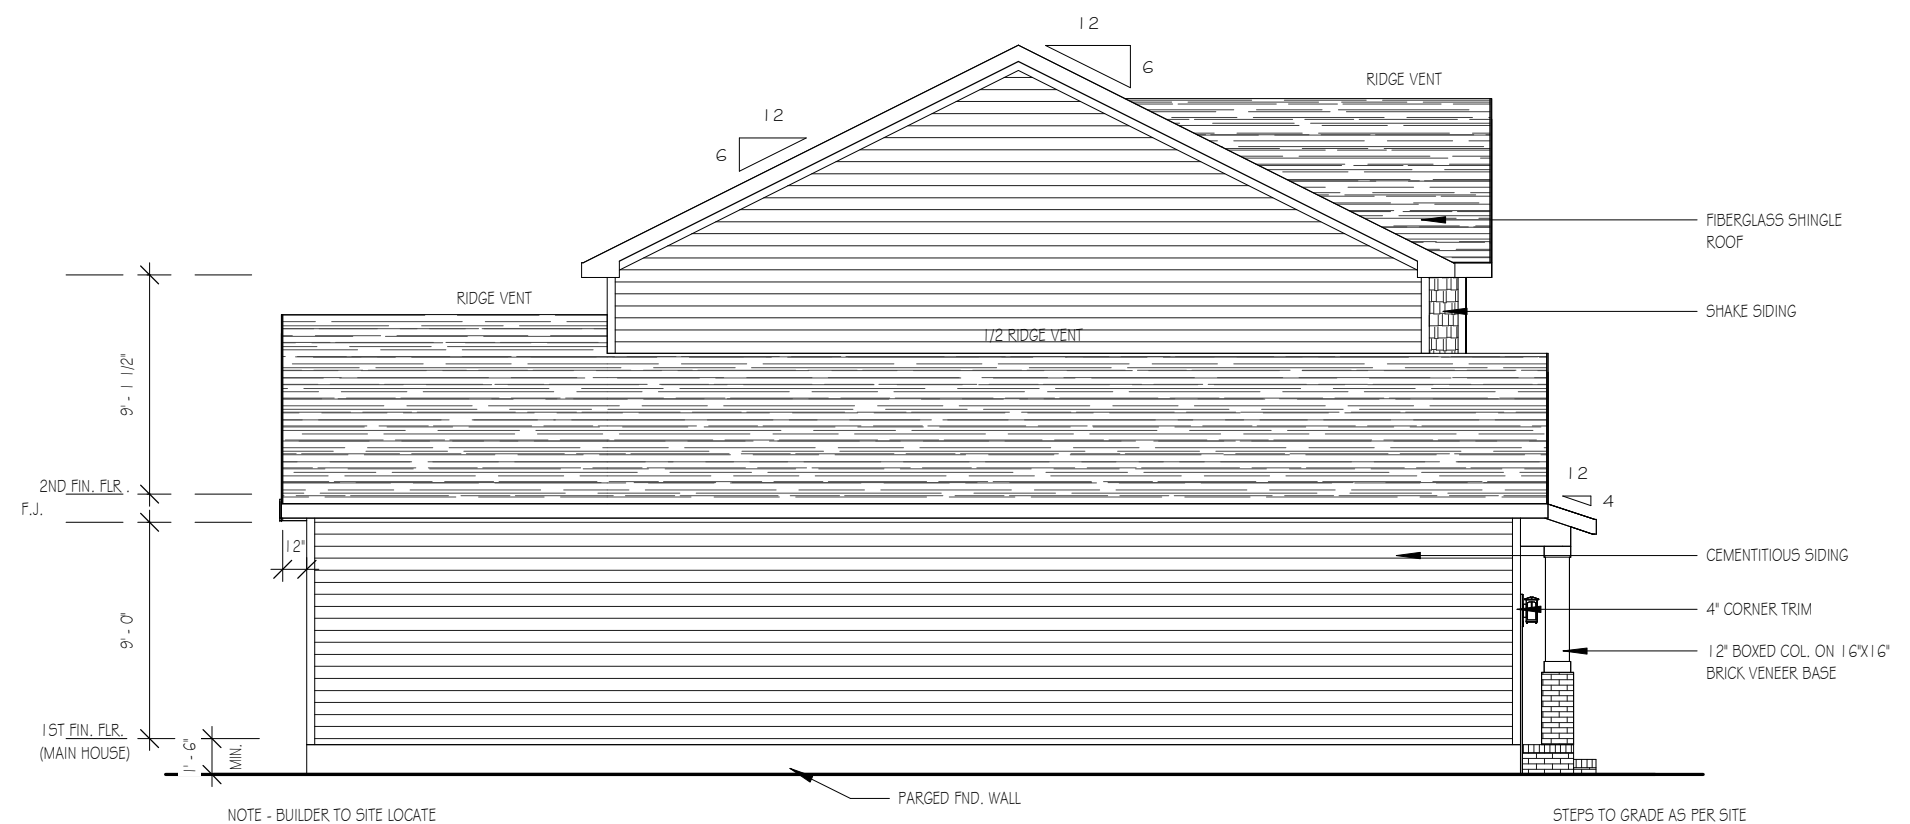 12
6
RIDGE VENT
12
6
FIBERGLASS SHINGLE
ROOF
RIDGE VENT
SHAKE SIDING
1/2 RIDGE VENT
9' - 1 1/2"
12
4
2ND FIN. FLR.
F.J.
12"
CEMENTITIOUS SIDING
9' - 0"
4" CORNER TRIM
12" BOXED COL. ON 16"X16"
BRICK VENEER BASE
1ST FIN. FLR.
(MAIN HOUSE)
1' - 6"
MIN.
PARGED FND. WALL
NOTE - BUILDER TO SITE LOCATE
STEPS TO GRADE AS PER SITE